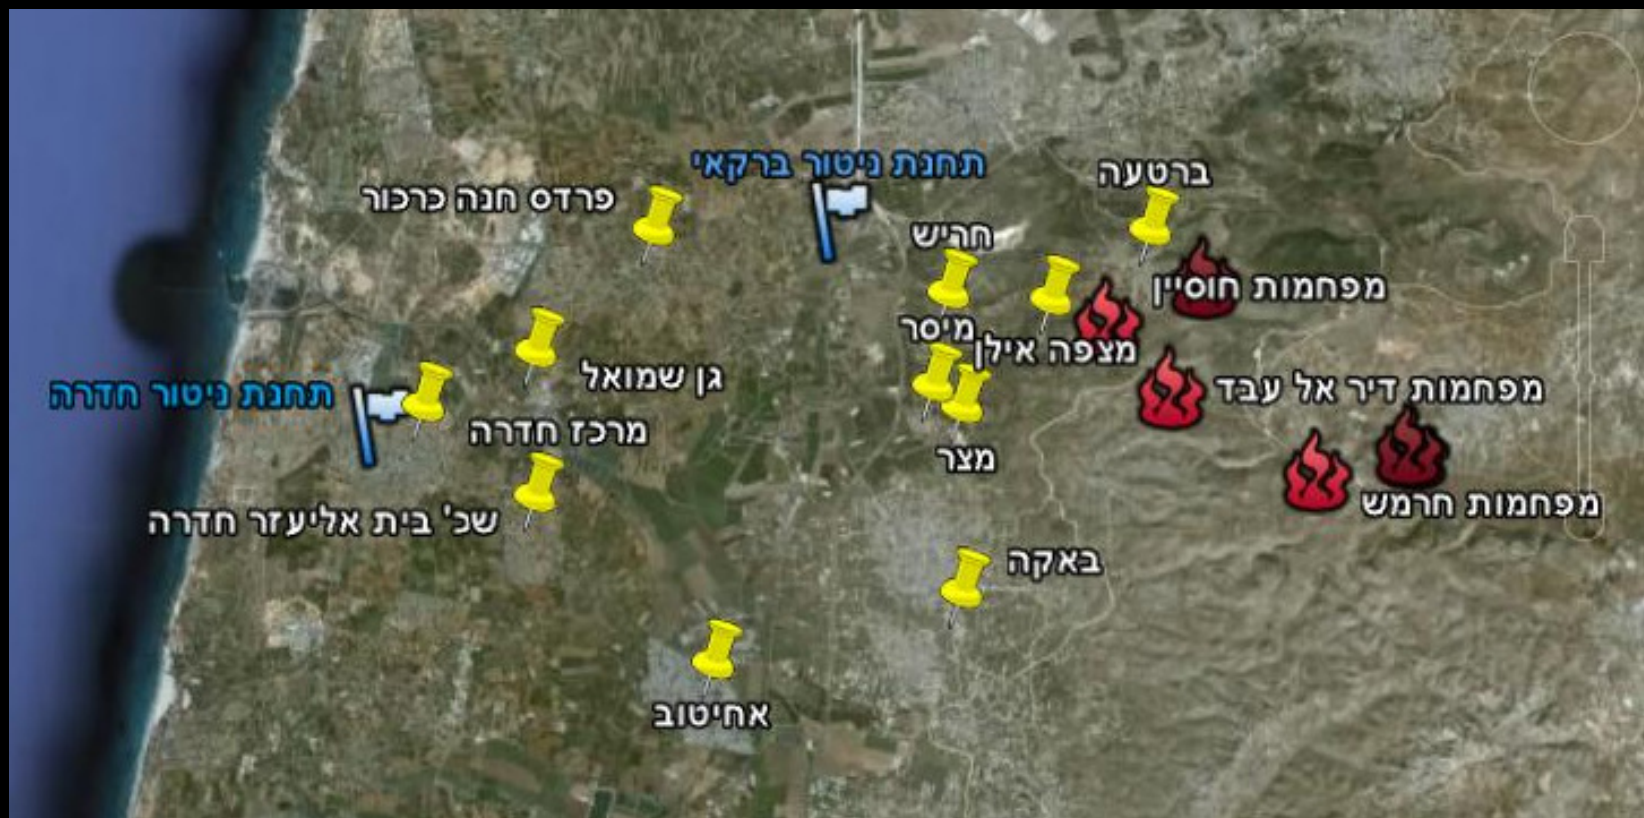 תחנת ניטור ברקאי
ברטעה
פרדס חנה כרכור
חריש
מפחמות חוסיין
מיסר
מצפה אילן
גן שמואל
מפחמות דיר אל עבד
תחנת ניטור חדרה
מרכז חדרה
מצר
מפחמות חרמש
שכ' בית אליעזר חדרה
באקה
אחיטוב